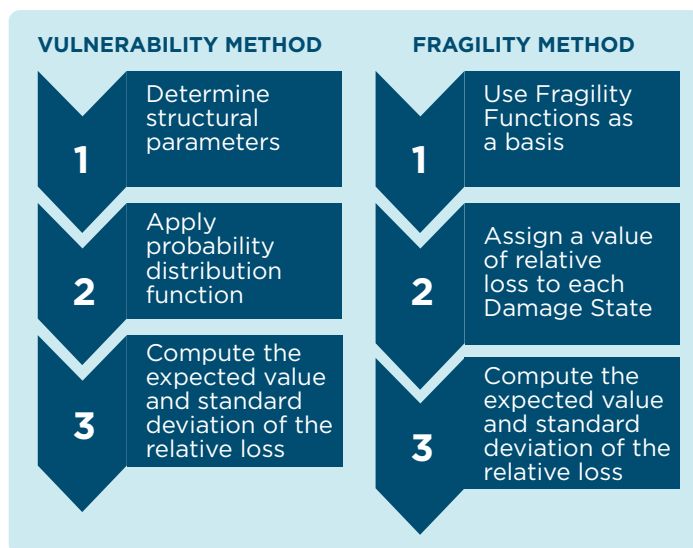 VULNERABILITY METHOD
1
Determine
structural
parameters
2
Apply
probability
distribution
function
3
Compute the
expected value
and standard
deviation of the
relative loss
FRAGILITY METHOD
1
Use Fragility
Functions as
a basis
2
Assign a value
of relative
loss to each
Damage State
3
Compute the
expected value
and standard
deviation of the
relative loss